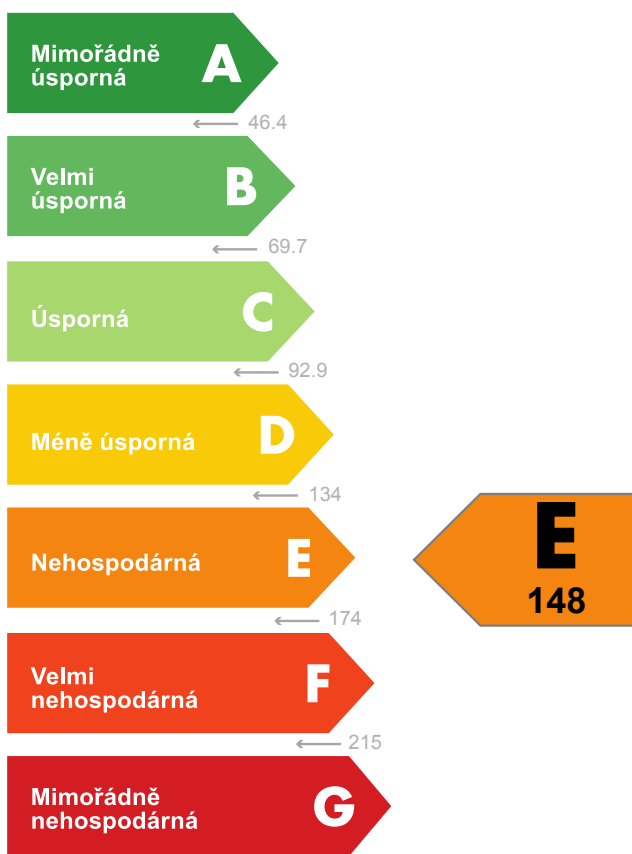 Mimořádně
úsporná
A
46.4
Velmi
úsporná
B
69.7
Úsporná
C
92.9
Méně úsporná
D
134
Nehospodárná
E
E
148
174
Velmi
nehospodárná
F
215
Mimořádně
nehospodárná
G